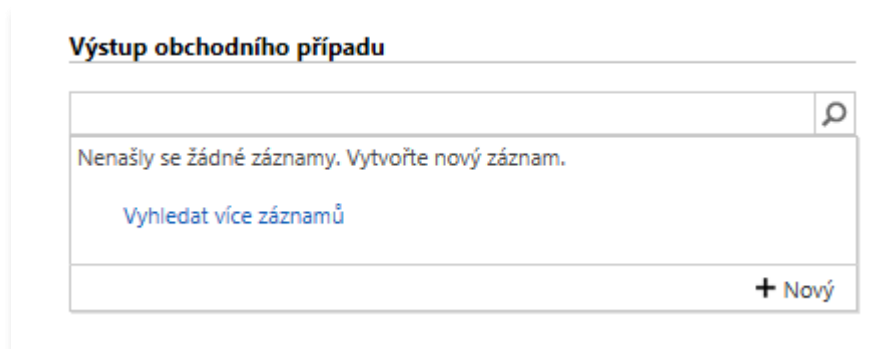 Výstup obchodního případu
Nenašly se žádné záznamy. Vytvořte nový záznam.
Vyhledat více záznamů
+ Nový